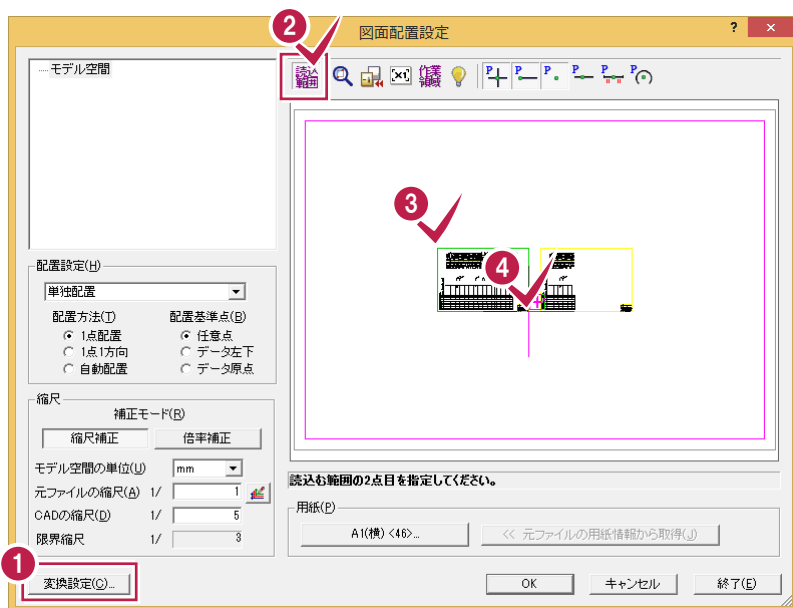 図面配置設定
2
モデル空間
読込
範囲
作業
領域
3
4
配置設定(H)
単独配置
配置方法(T) 配置基準点(B)
1点配置 任意点
1点1方向 データ左下
自動配置 データ原点
縮尺
補正モード(R)
縮尺補正 倍率補正
モデル空間の単位(U) mm
元ファイルの縮尺(A) 1/ 1
CADの縮尺(D) 1/ 5
限界縮尺 1/ 3
読込む範囲の2点目を指定してください。
用紙(P)
A1(横) <46>... << 元ファイルの用紙情報から取得(J)
1
変換設定(C)... OK キャンセル 終了(E)